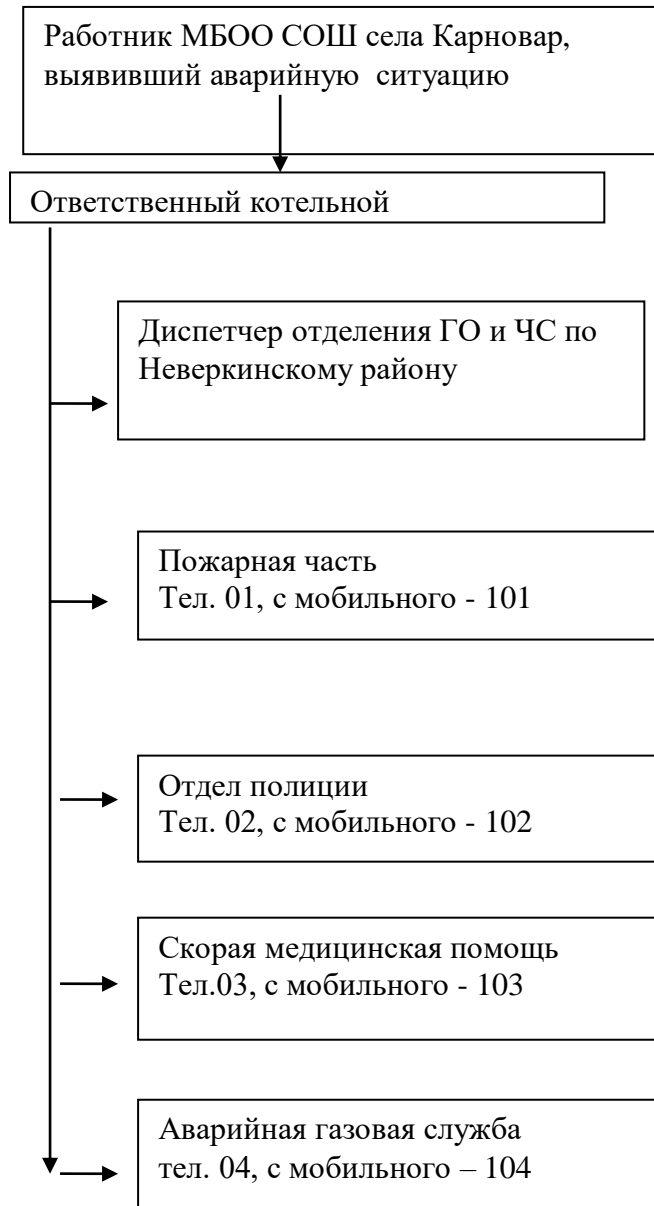 Работник МБОО СОШ села Карновар,
выявивший аварийную ситуацию
Ответственный котельной
Диспетчер отделения ГО и ЧС по
Неверкинскому району
Пожарная часть
Тел. 01, с мобильного - 101
Отдел полиции
Тел. 02, с мобильного - 102
Скорая медицинская помощь
Тел.03, с мобильного - 103
Аварийная газовая служба
тел. 04, с мобильного – 104